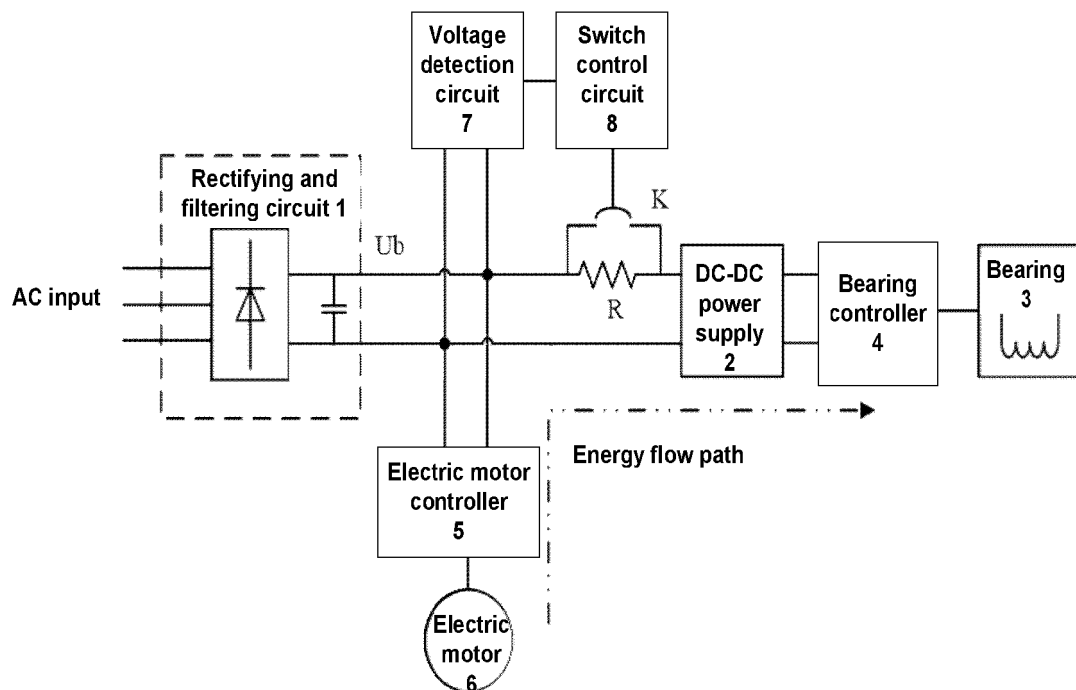 Voltage
detection
circuit
7
Switch
control
circuit
8
Rectifying and
filtering circuit 1
Ub
K
R
AC input
DC-DC
power
supply
2
Bearing
controller
4
Bearing
3
Energy flow path
Electric motor
controller
5
Electric
motor
6